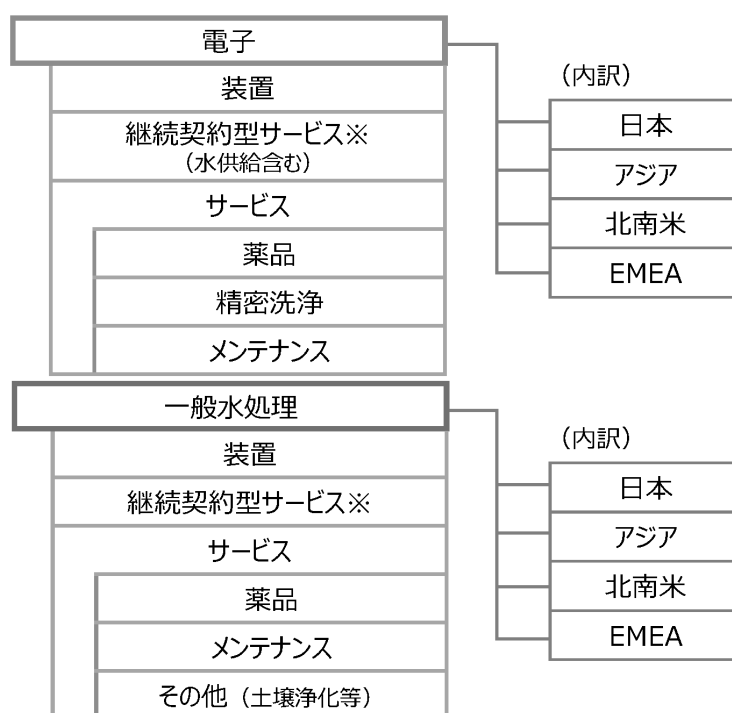 電子
装置
継続契約型サービス※
（水供給含む）
サービス
薬品
精密洗浄
メンテナンス
（内訳）
日本
アジア
北南米
EMEA
一般水処理
装置
継続契約型サービス※
サービス
薬品
メンテナンス
その他（土壌浄化等）
（内訳）
日本
アジア
北南米
EMEA